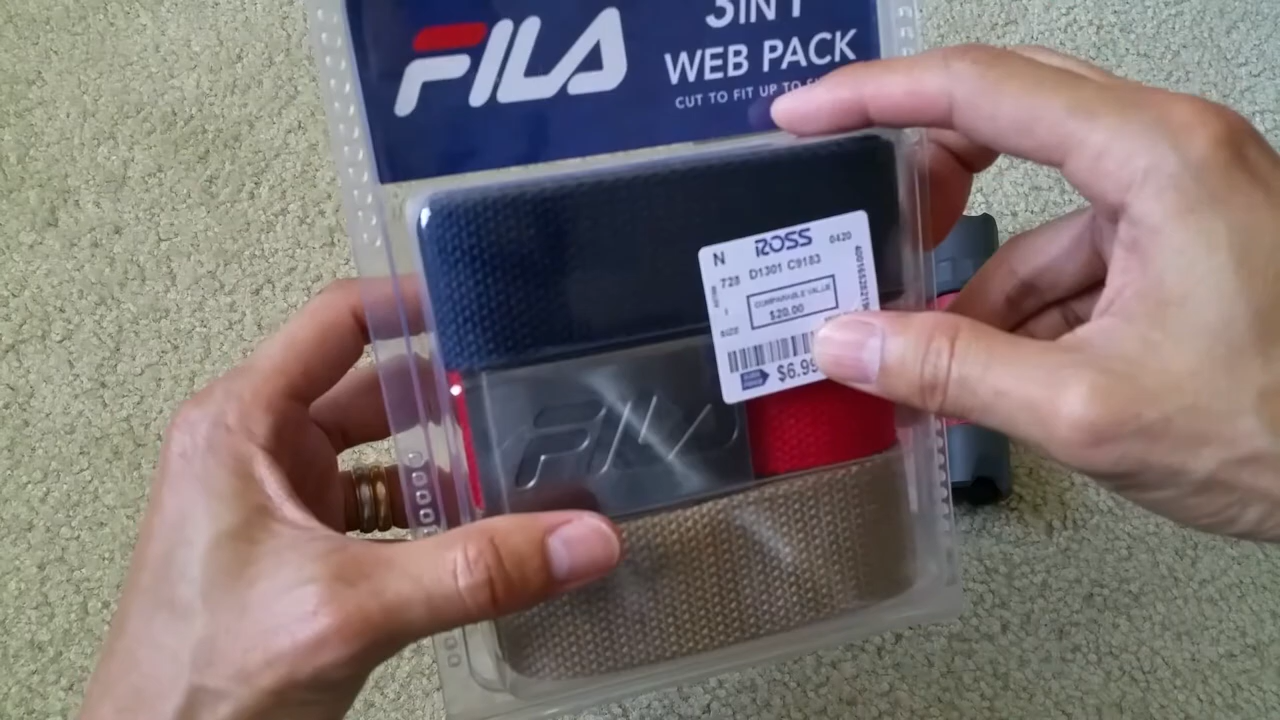 FILA
3IN1
WEB PACK
CUT TO FIT UP TO
ROSS
N
0420
728 D1301 C9183
COMPARABLE VALUE
$20.00
SIZE
$6.99
FILA